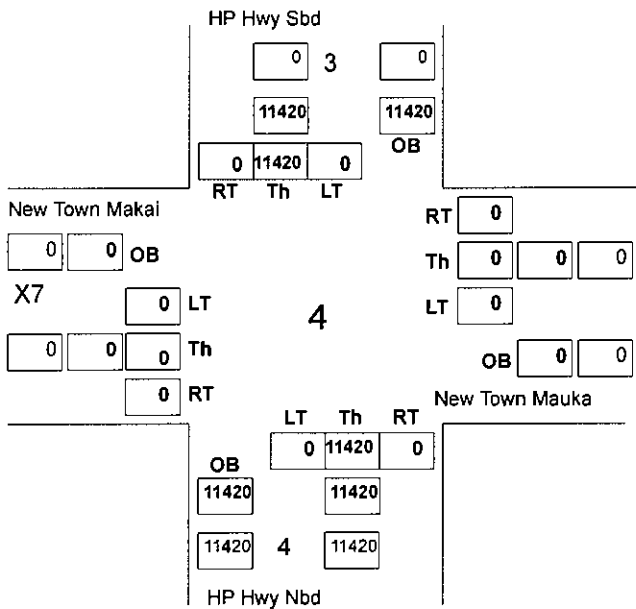 HP Hwy Sbd
0 3 0
11420 11420
OB
0 11420 0
RT Th LT
New Town Makai
RT 0
0 0 OB
Th 0 0 0
X7
0 LT
4
LT 0
0 0 0 Th
OB 0 0
0 RT
New Town Mauka
LT Th RT
0 11420 0
OB
11420 11420
11420 4 11420
HP Hwy Nbd